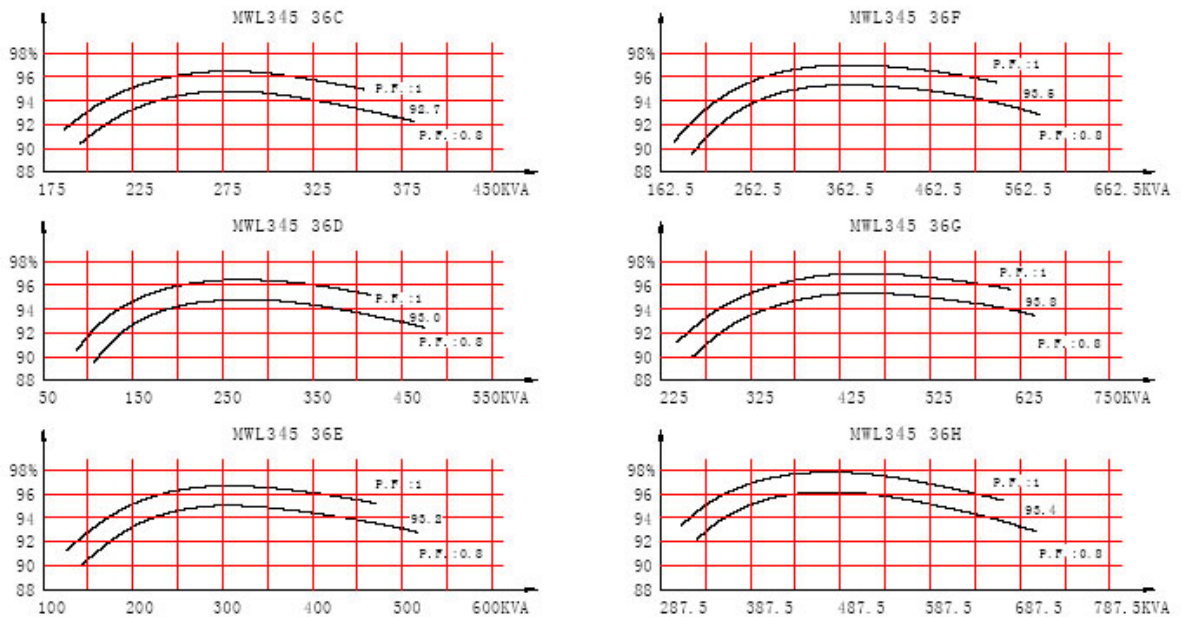 MWL345 36C
98%
96
94
92
90
88
P.F.:1
92.7
P.F.:0.8
175 225 275 325 375 450KVA
MWL345 36D
98%
96
94
92
90
88
P.F.:1
93.0
P.F.:0.8
50 150 250 350 450 550KVA
MWL345 36E
98%
96
94
92
90
88
P.F.:1
93.2
P.F.:0.8
100 200 300 400 500 600KVA
MWL345 36F
98%
96
94
92
90
88
P.F.:1
93.6
P.F.:0.8
162.5 262.5 362.5 462.5 562.5 662.5KVA
MWL345 36G
98%
96
94
92
90
88
P.F.:1
93.8
P.F.:0.8
225 325 425 525 625 750KVA
MWL345 36H
98%
96
94
92
90
88
P.F.:1
93.4
P.F.:0.8
287.5 387.5 487.5 587.5 687.5 787.5KVA